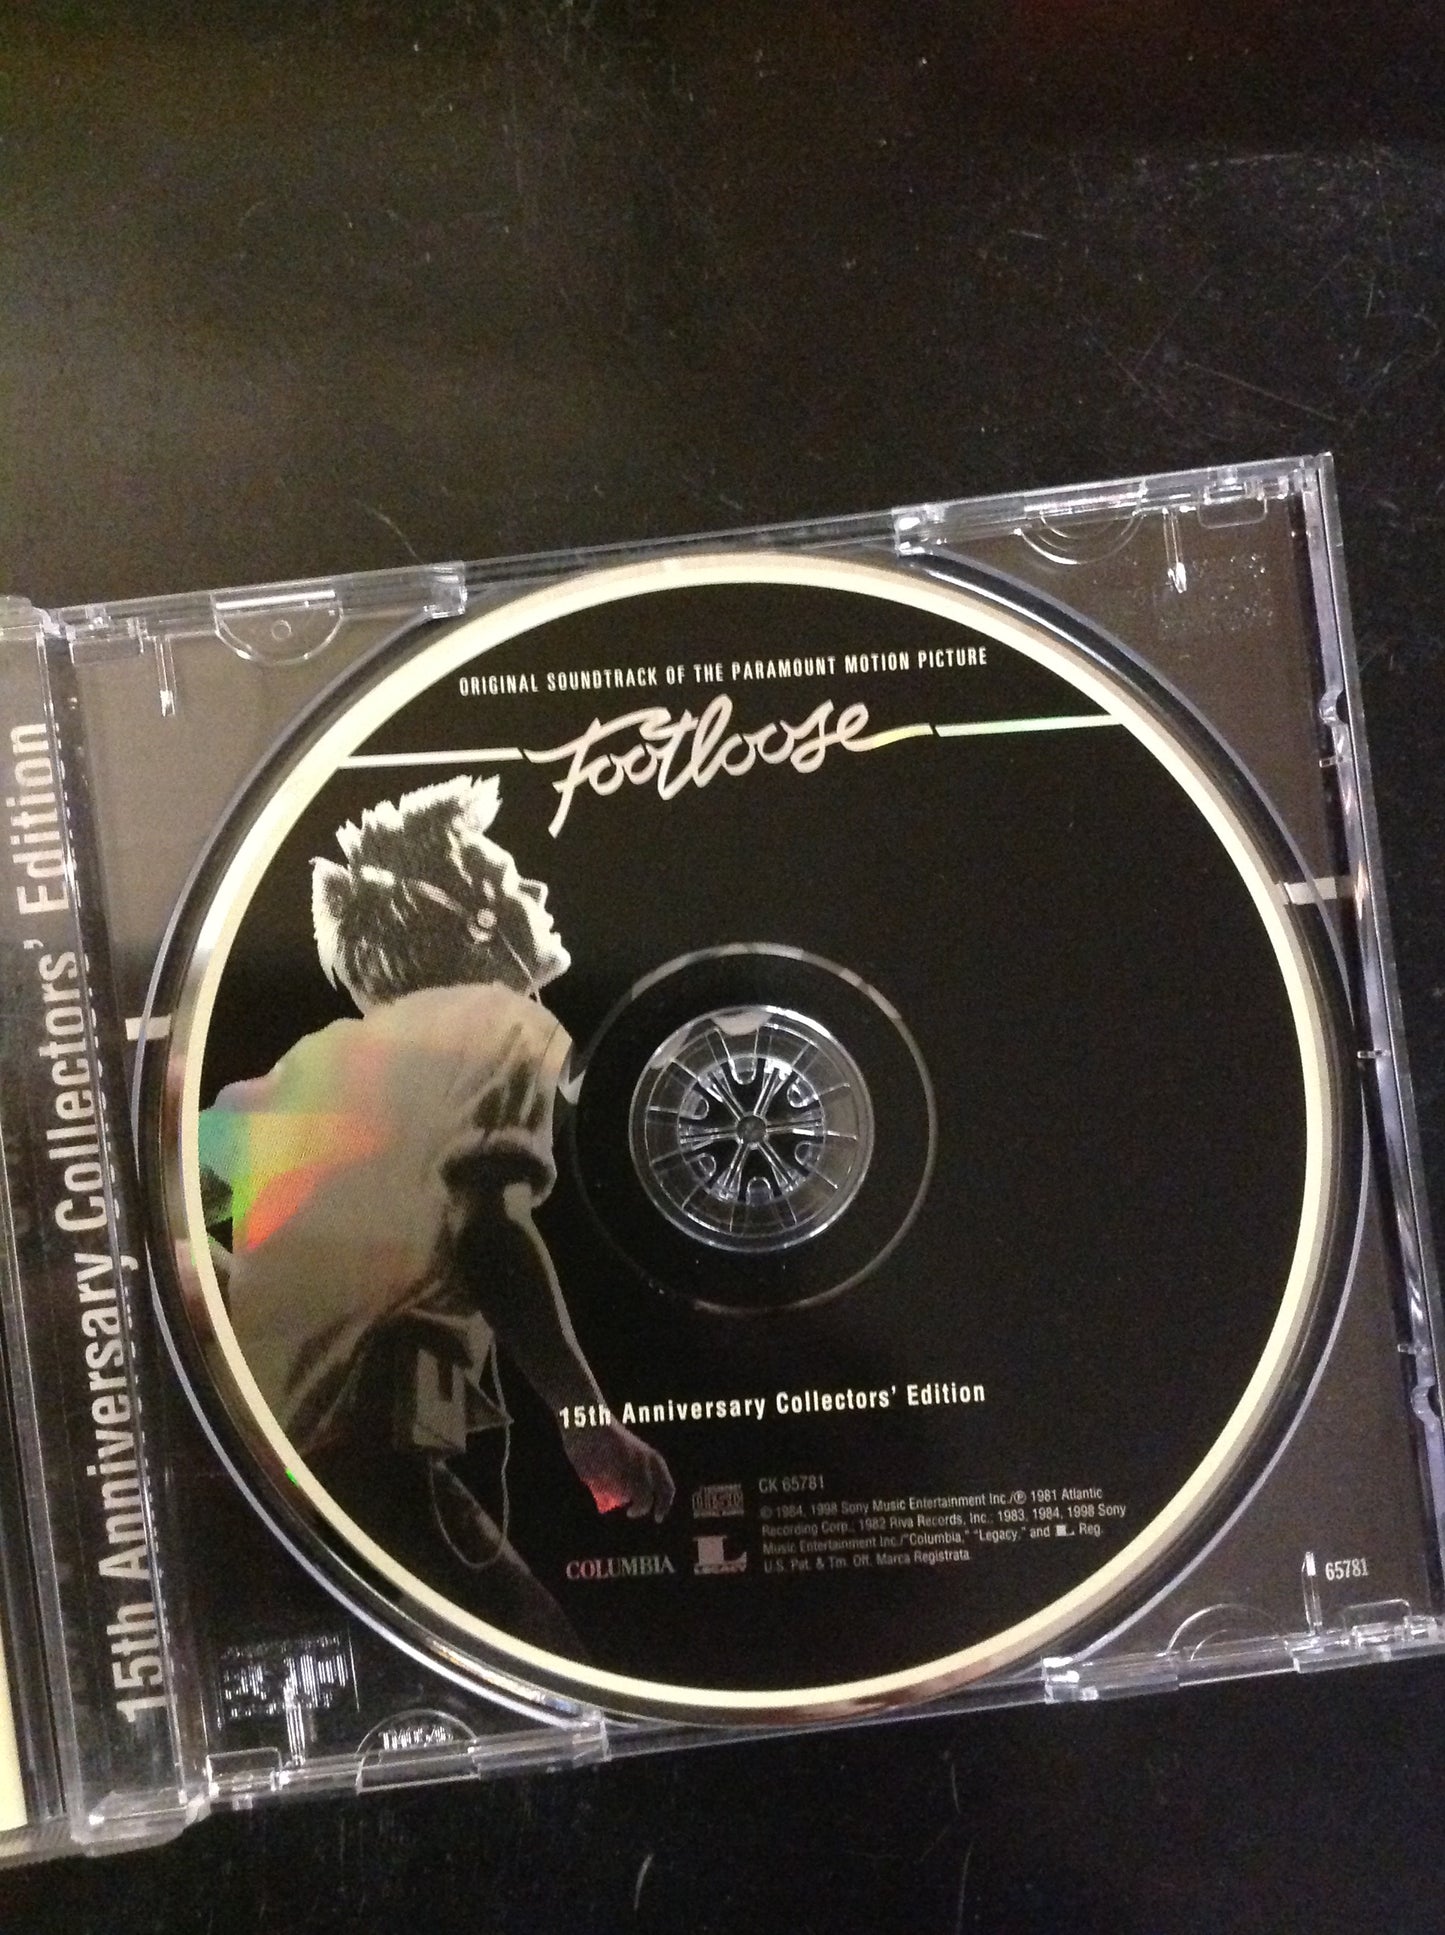 ORIGINAL SOUNDTRACK OF THE PARAMOUNT MOTION PICTURE
Footloose
15th Anniversary Collectors' Edition
15th Anniversary Collectors' Edition
CK 65781
© 1984, 1998 Sony Music Entertainment Inc./℗ 1981 Atlantic
Recording Corp.; 1982 Riva Records, Inc.; 1983, 1984, 1998 Sony
Music Entertainment Inc./"Columbia," "Legacy," and L Reg.
U.S. Pat. & Tm. Off. Marca Registrata
COLUMBIA
L
LEGACY
65781